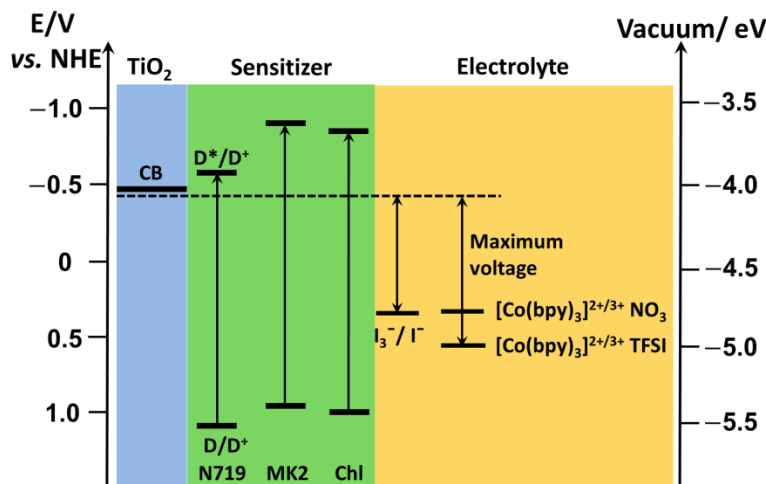 E/V
vs. NHE
Vacuum/ eV
TiO₂
Sensitizer
Electrolyte
−1.0
−0.5
0
0.5
1.0
−3.5
−4.0
−4.5
−5.0
−5.5
CB
D*/D⁺
D/D⁺
N719
MK2
Chl
Maximum
voltage
I₃⁻/ I⁻
[Co(bpy)₃]²⁺/³⁺ NO₃
[Co(bpy)₃]²⁺/³⁺ TFSI